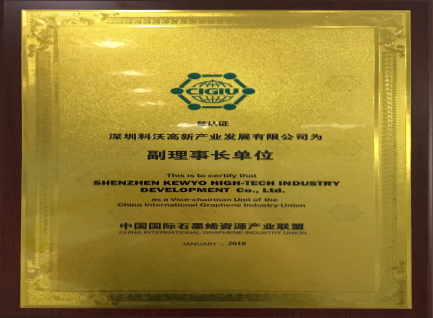 CIGIU
兹认证
深圳科沃高新产业发展有限公司为
副理事长单位
This is to certify that
SHENZHEN KEWYO HIGH-TECH INDUSTRY
DEVELOPMENT Co., Ltd.
as a Vice-chairman Unit of the
China International Graphene Industry Union
中国国际石墨烯资源产业联盟
CHINA INTERNATIONAL GRAPHENE INDUSTRY UNION
JANUARY , 2018